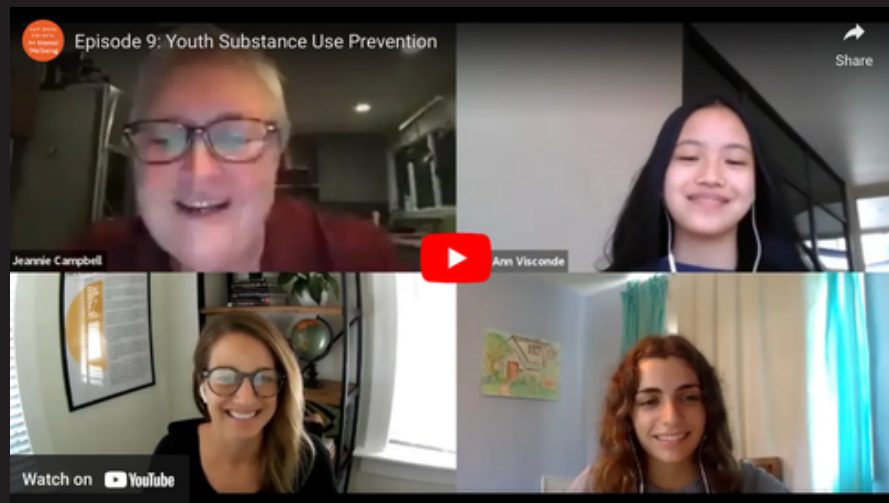 Episode 9: Youth Substance Use Prevention
Share
Jeannie Campbell
Ann Visconde
Watch on YouTube